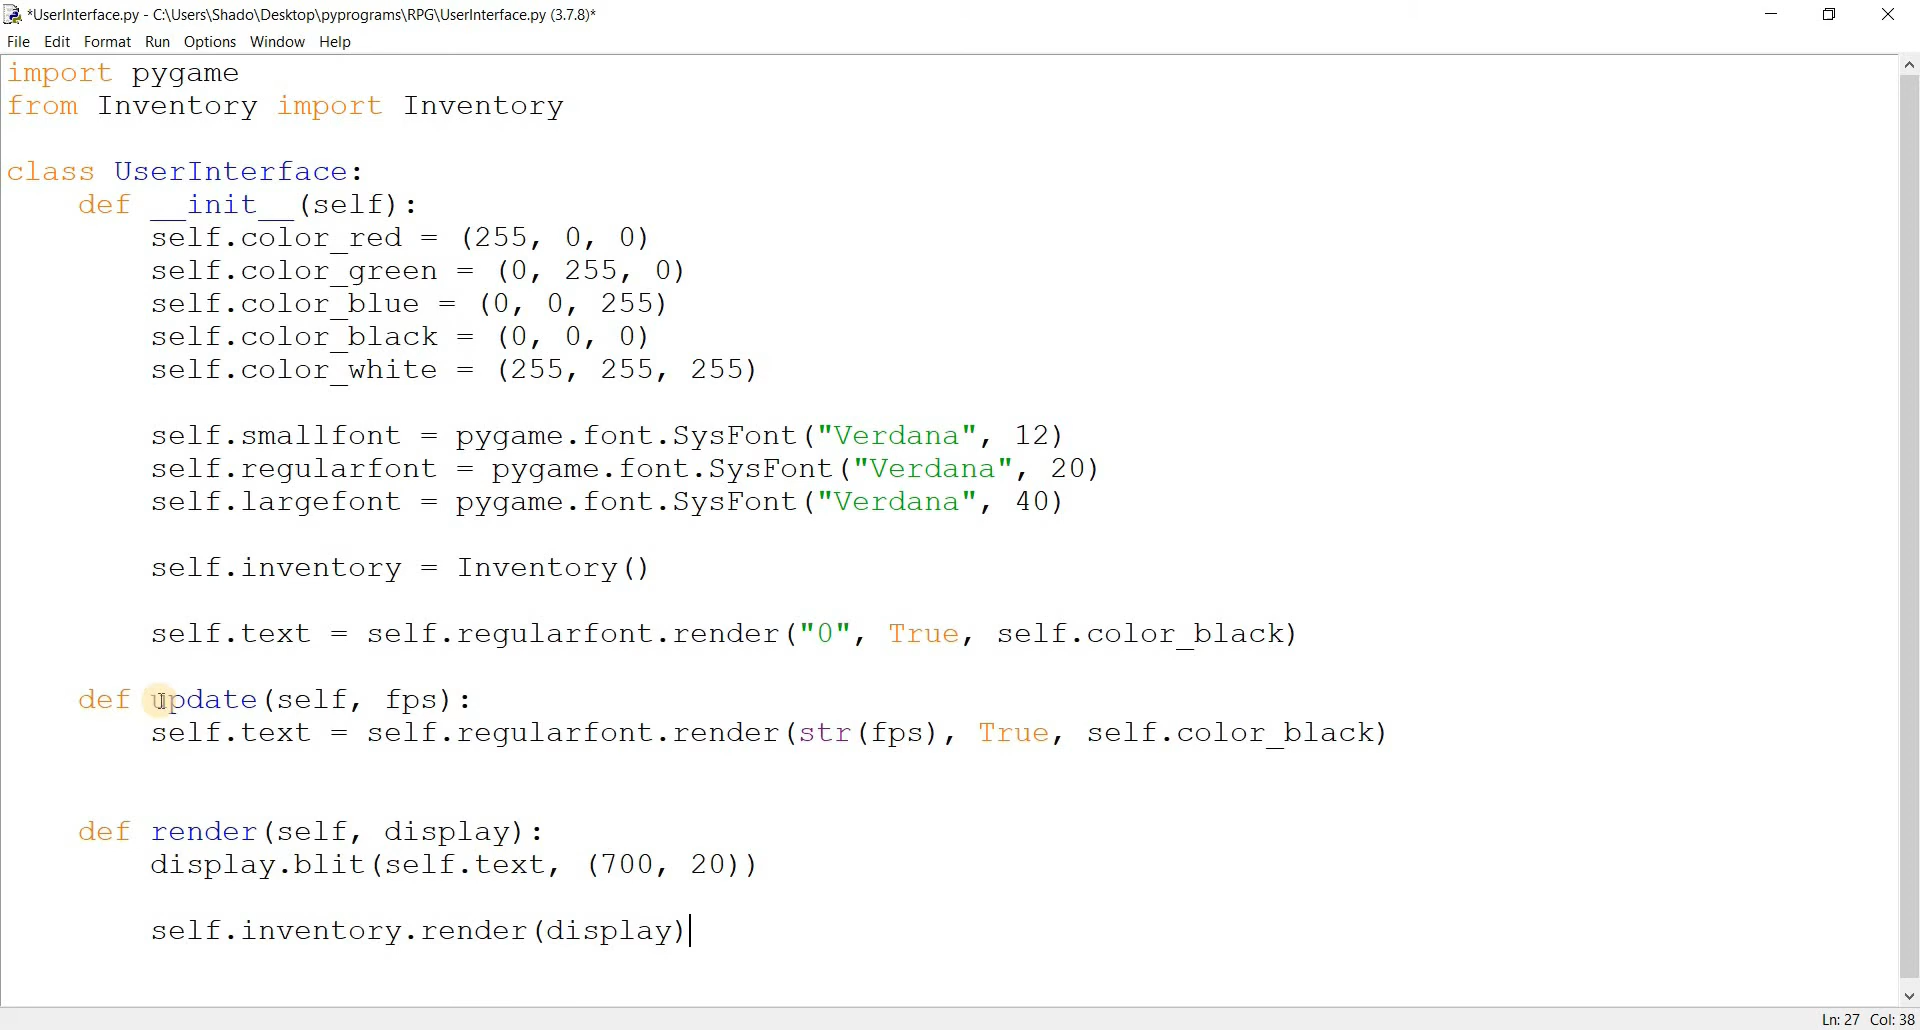 *UserInterface.py - C:\Users\Shado\Desktop\pyprograms\RPG\UserInterface.py (3.7.8)*
File Edit Format Run Options Window Help
import pygame
from Inventory import Inventory
class UserInterface:
    def __init__(self):
        self.color_red = (255, 0, 0)
        self.color_green = (0, 255, 0)
        self.color_blue = (0, 0, 255)
        self.color_black = (0, 0, 0)
        self.color_white = (255, 255, 255)
        self.smallfont = pygame.font.SysFont("Verdana", 12)
        self.regularfont = pygame.font.SysFont("Verdana", 20)
        self.largefont = pygame.font.SysFont("Verdana", 40)
        self.inventory = Inventory()
        self.text = self.regularfont.render("0", True, self.color_black)
    def update(self, fps):
        self.text = self.regularfont.render(str(fps), True, self.color_black)
    def render(self, display):
        display.blit(self.text, (700, 20))
        self.inventory.render(display)
Ln: 27 Col: 38